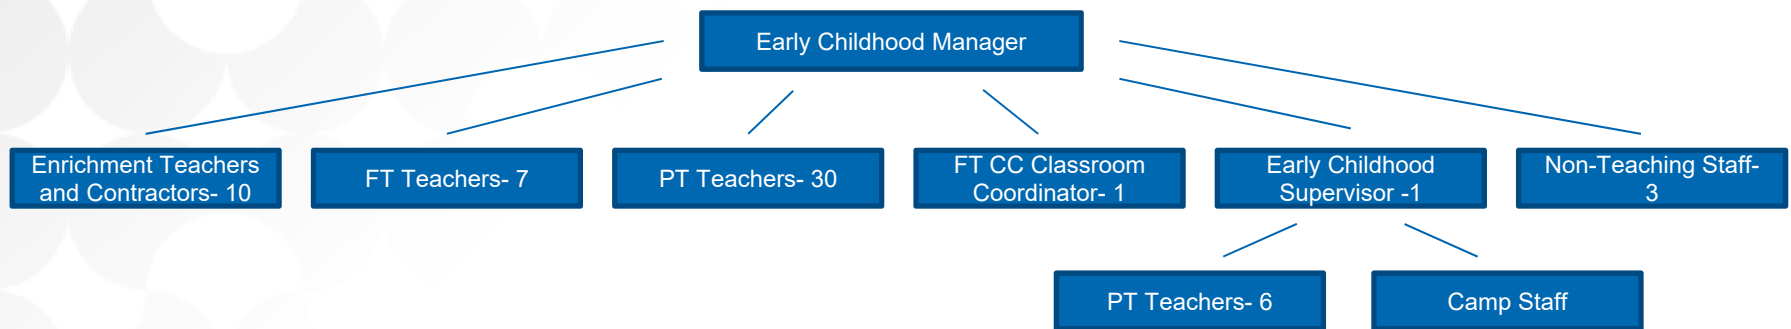 Early Childhood Manager
Enrichment Teachers
and Contractors- 10
FT Teachers- 7
PT Teachers- 30
FT CC Classroom
Coordinator- 1
Early Childhood
Supervisor -1
Non-Teaching Staff-
3
PT Teachers- 6
Camp Staff